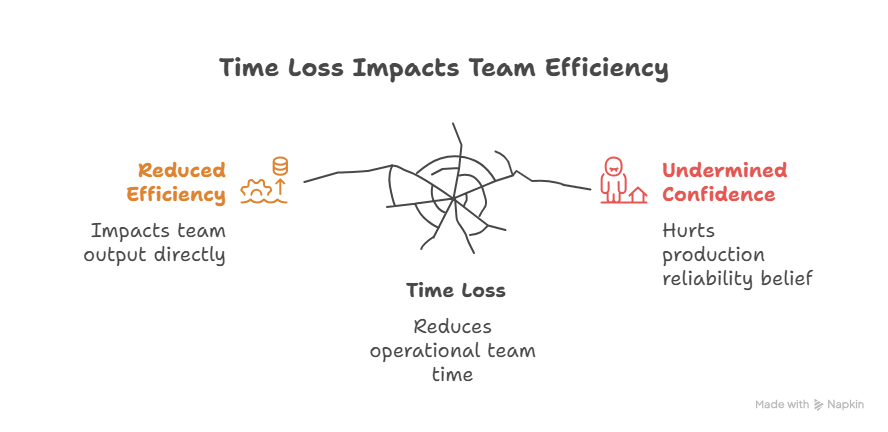 Time Loss Impacts Team Efficiency
Reduced
Efficiency
Impacts team
output directly
Time Loss
Reduces
operational team
time
Undermined
Confidence
Hurts
production
reliability belief
Made with Napkin